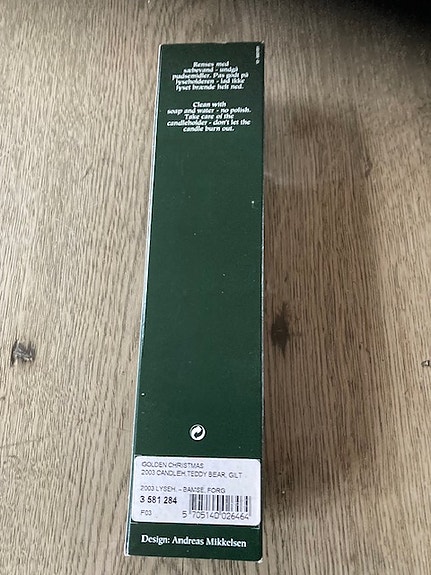 Renses med
sæbevand - undgå
pudsemidler. Pas godt på
lyseholderen - lad ikke
lyset brænde helt ned.
Clean with
soap and water - no polish.
Take care of the
candleholder - don't let the
candle burn out.
GOLDEN CHRISTMAS
2003 CANDLEH,TEDDY BEAR, GILT
2003 LYSEH. - BAMSE, FORG
3 581 284
F03
5 705140 026464
Design: Andreas Mikkelsen